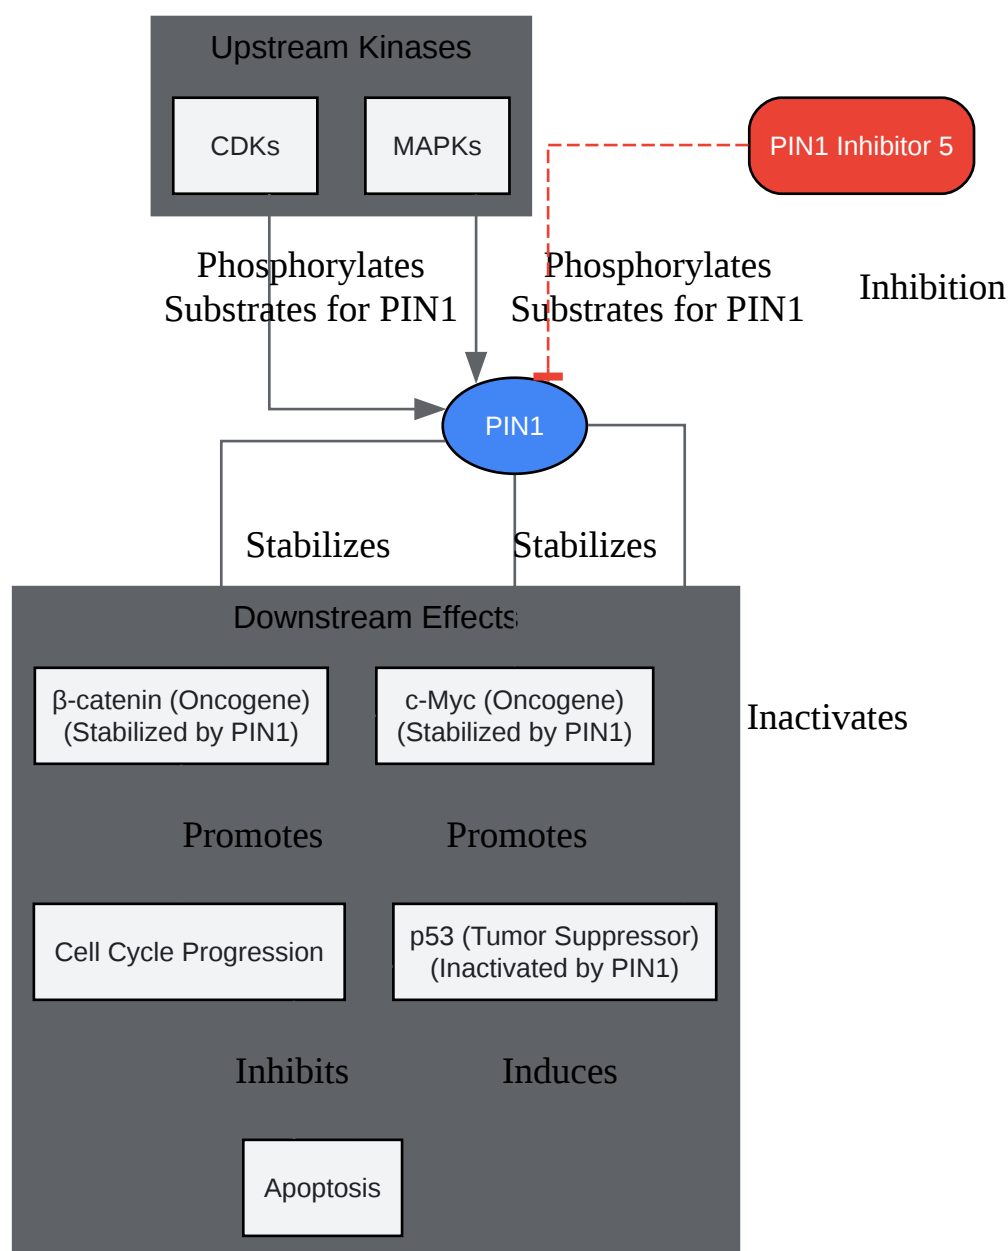 Upstream Kinases
CDKs
MAPKs
PIN1 Inhibitor 5
Phosphorylates
Substrates for PIN1
Phosphorylates
Substrates for PIN1
Inhibition
PIN1
Stabilizes
Stabilizes
Downstream Effects
β-catenin (Oncogene)
(Stabilized by PIN1)
c-Myc (Oncogene)
(Stabilized by PIN1)
Inactivates
Promotes
Promotes
Cell Cycle Progression
p53 (Tumor Suppressor)
(Inactivated by PIN1)
Inhibits
Induces
Apoptosis